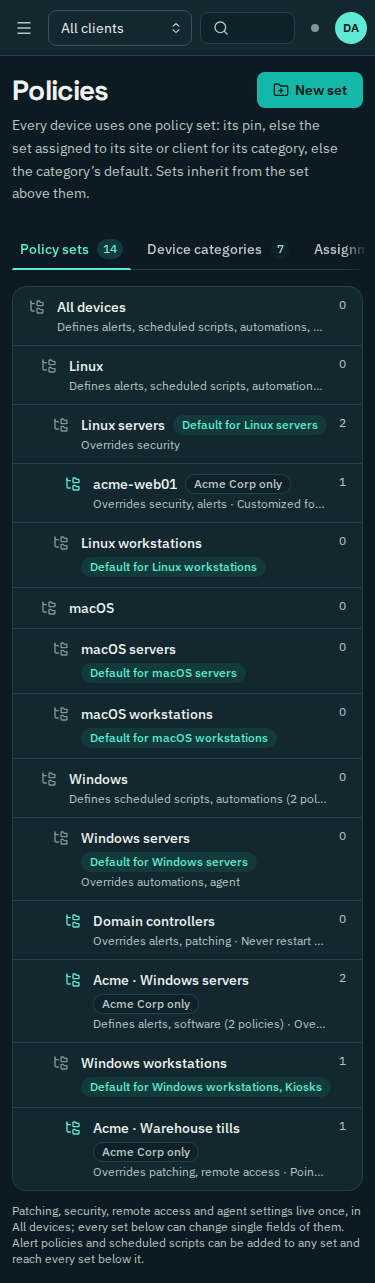 All clients
DA
Policies
New set
Every device uses one policy set: its pin, else the
set assigned to its site or client for its category, else
the category’s default. Sets inherit from the set
above them.
Policy sets 14 Device categories 7 Assignm
All devices 0
Defines alerts, scheduled scripts, automations, ...
Linux 0
Defines alerts, scheduled scripts, automation...
Linux servers Default for Linux servers 2
Overrides security
acme-web01 Acme Corp only 1
Overrides security, alerts · Customized fo...
Linux workstations 0
Default for Linux workstations
macOS 0
macOS servers 0
Default for macOS servers
macOS workstations 0
Default for macOS workstations
Windows 0
Defines scheduled scripts, automations (2 pol...
Windows servers 0
Default for Windows servers
Overrides automations, agent
Domain controllers 0
Overrides alerts, patching · Never restart ...
Acme · Windows servers 2
Acme Corp only
Defines alerts, software (2 policies) · Ove...
Windows workstations 1
Default for Windows workstations, Kiosks
Acme · Warehouse tills 1
Acme Corp only
Overrides patching, remote access · Poin...
Patching, security, remote access and agent settings live once, in
All devices; every set below can change single fields of them.
Alert policies and scheduled scripts can be added to any set and
reach every set below it.